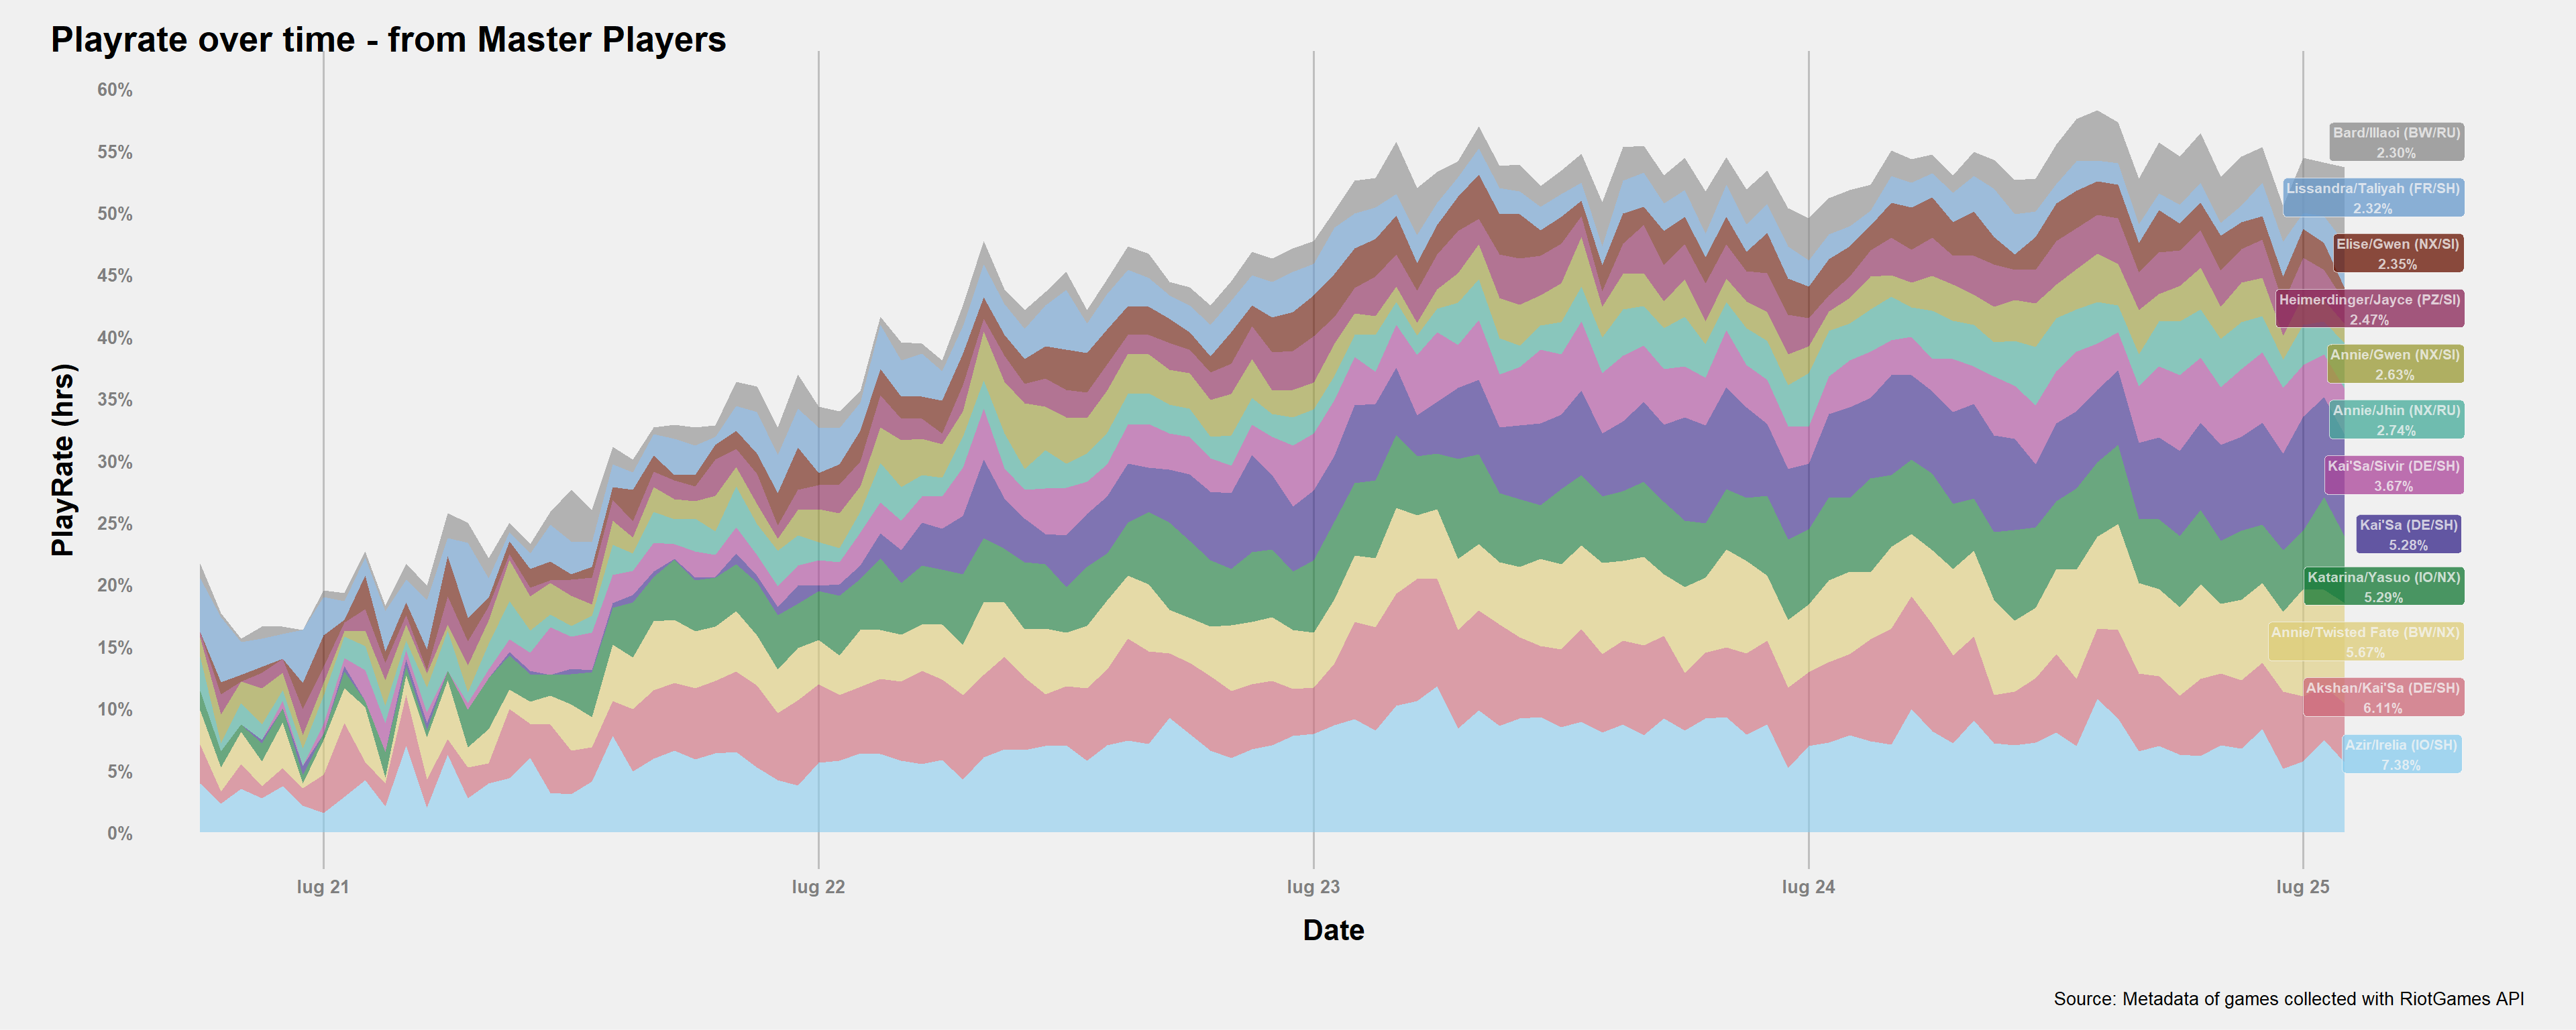 Playrate over time - from Master Players
PlayRate (hrs)
60%
55%
50%
45%
40%
35%
30%
25%
20%
15%
10%
5%
0%
Bard/Illaoi (BW/RU)
2.30%
Lissandra/Taliyah (FR/SH)
2.32%
Elise/Gwen (NX/SI)
2.35%
Heimerdinger/Jayce (PZ/SI)
2.47%
Annie/Gwen (NX/SI)
2.63%
Annie/Jhin (NX/RU)
2.74%
Kai'Sa/Sivir (DE/SH)
3.67%
Kai'Sa (DE/SH)
5.28%
Katarina/Yasuo (IO/NX)
5.29%
Annie/Twisted Fate (BW/NX)
5.67%
Akshan/Kai'Sa (DE/SH)
6.11%
Azir/Irelia (IO/SH)
7.38%
lug 21
lug 22
lug 23
lug 24
lug 25
Date
Source: Metadata of games collected with RiotGames API